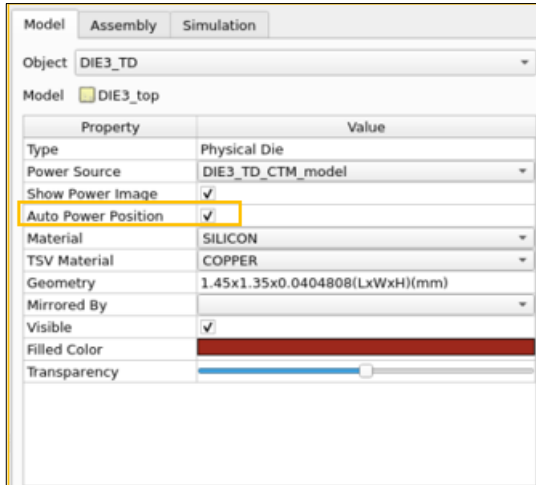 Model Assembly Simulation
Object DIE3_TD
Model DIE3_top
Property Value
Type Physical Die
Power Source DIE3_TD_CTM_model
Show Power Image
Auto Power Position
Material SILICON
TSV Material COPPER
Geometry 1.45x1.35x0.0404808(LxWxH)(mm)
Mirrored By
Visible
Filled Color
Transparency